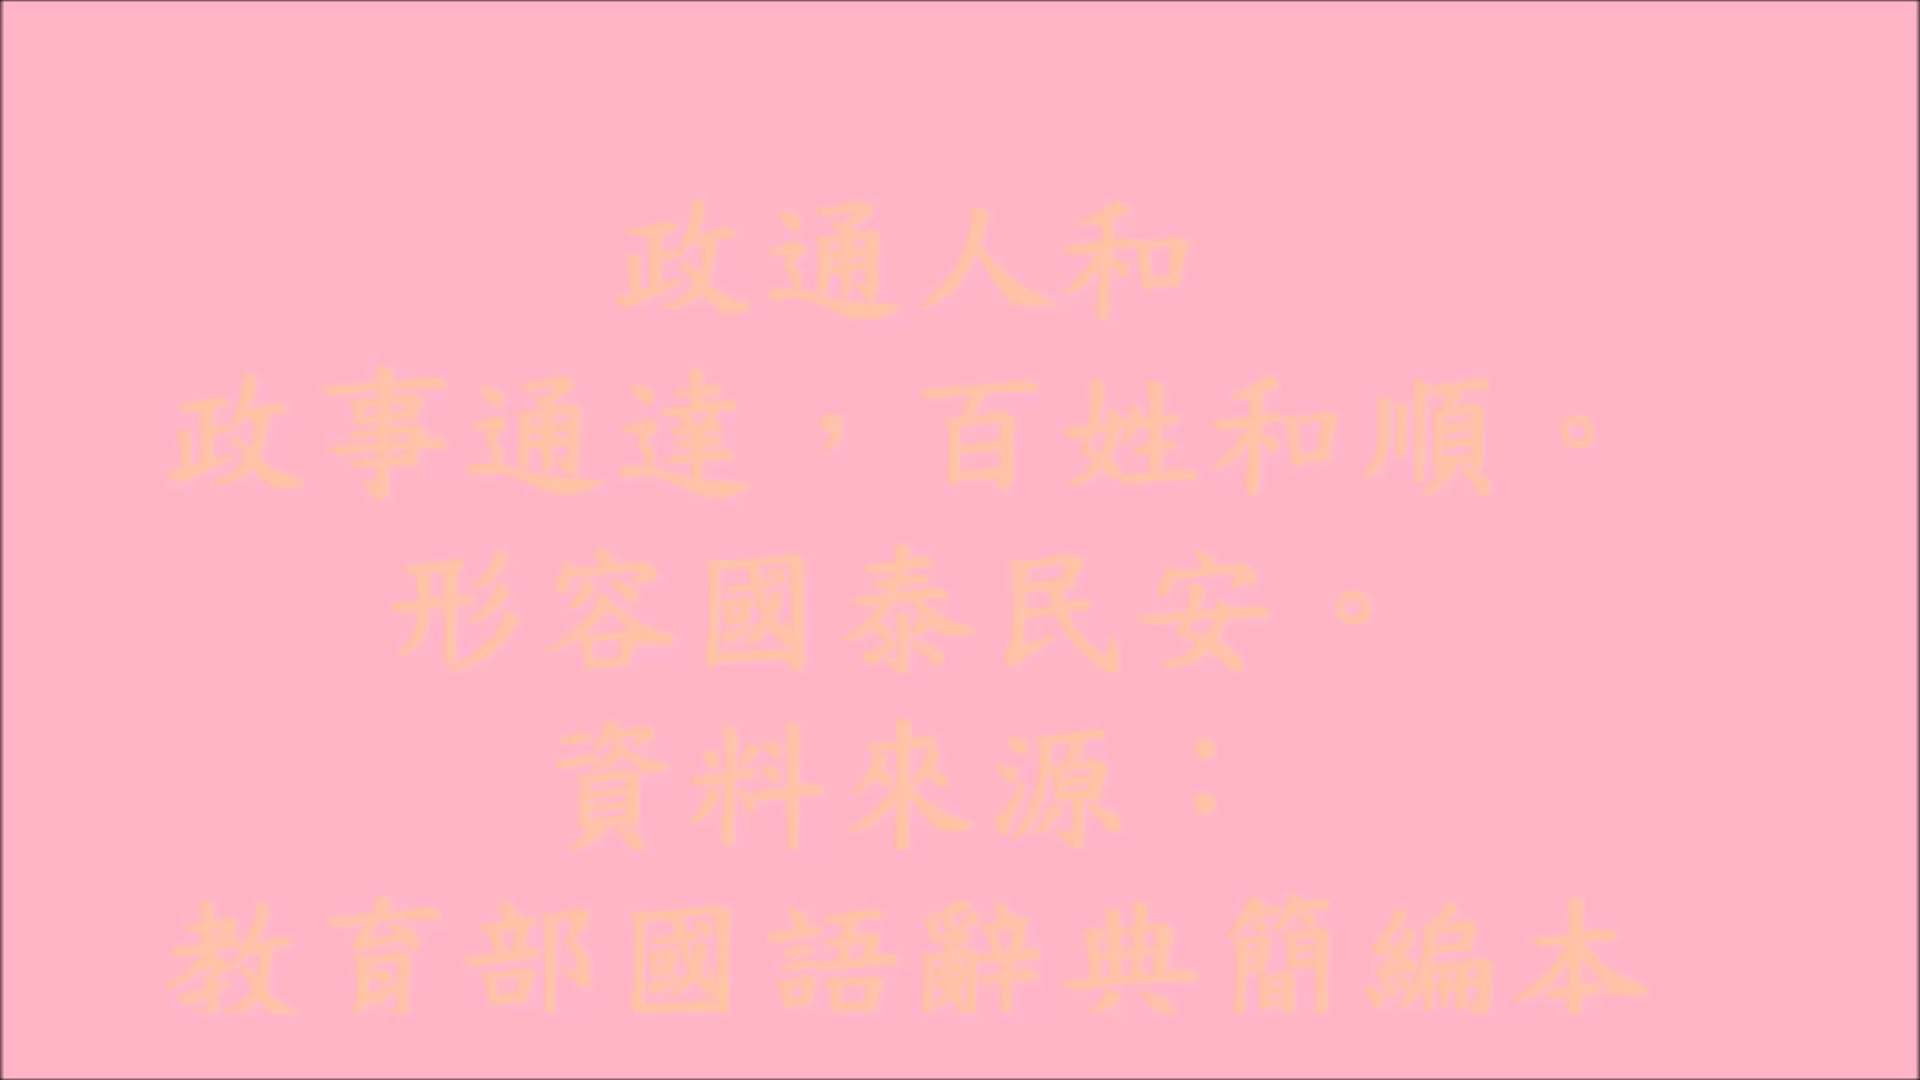 政通人和
政事通達，百姓和順。
形容國泰民安。
資料來源：
教育部國語辭典簡編本